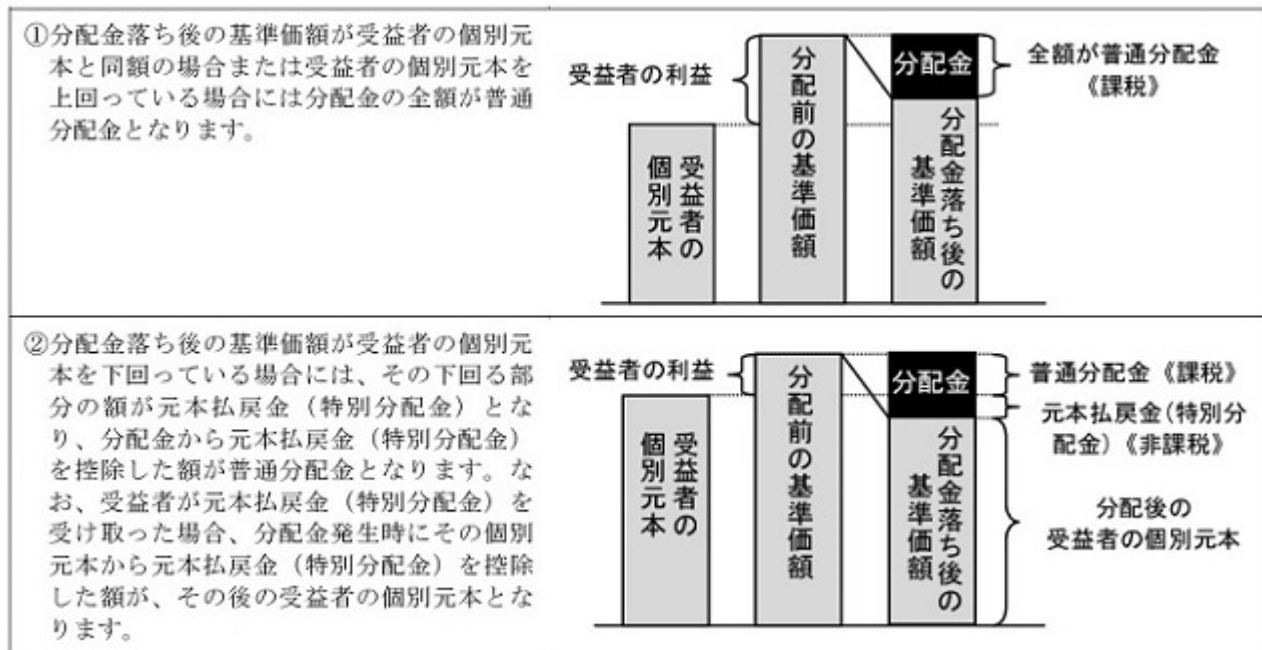 ①分配金落ち後の基準価額が受益者の個別元
本と同額の場合または受益者の個別元本を
上回っている場合には分配金の全額が普通
分配金となります。
受益者の利益
受益者の
個別元本
分配前の基準価額
分配金
分配金落ち後の
基準価額
全額が普通分配金
《課税》
②分配金落ち後の基準価額が受益者の個別元
本を下回っている場合には、その下回る部
分の額が元本払戻金（特別分配金）とな
り、分配金から元本払戻金（特別分配金）
を控除した額が普通分配金となります。な
お、受益者が元本払戻金（特別分配金）を
受け取った場合、分配金発生時にその個別
元本から元本払戻金（特別分配金）を控除
した額が、その後の受益者の個別元本とな
ります。
受益者の利益
受益者の
個別元本
分配前の基準価額
分配金
分配金落ち後の
基準価額
普通分配金《課税》
元本払戻金(特別分
配金)《非課税》
分配後の
受益者の個別元本